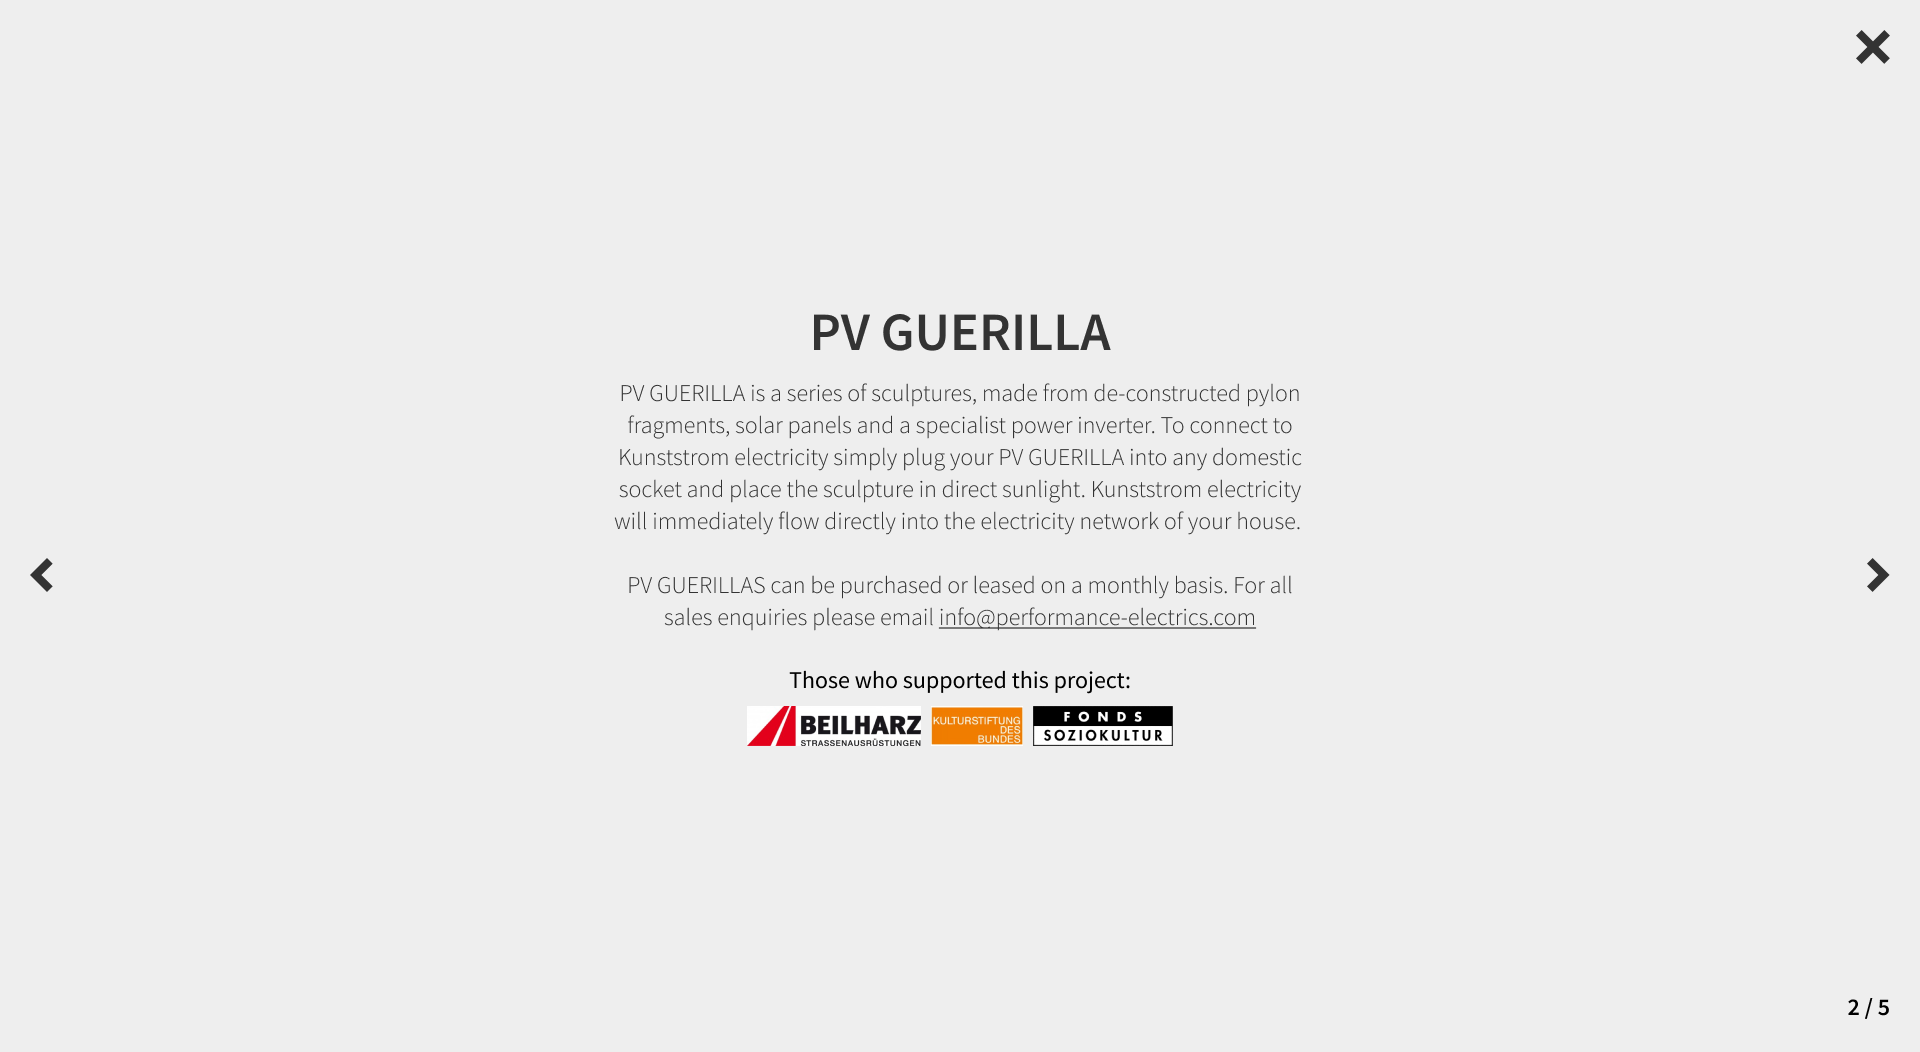 PV GUERILLA
PV GUERILLA is a series of sculptures, made from de-constructed pylon
fragments, solar panels and a specialist power inverter. To connect to
Kunststrom electricity simply plug your PV GUERILLA into any domestic
socket and place the sculpture in direct sunlight. Kunststrom electricity
will immediately flow directly into the electricity network of your house.
PV GUERILLAS can be purchased or leased on a monthly basis. For all
sales enquiries please email info@performance-electrics.com
Those who supported this project:
BEILHARZ
STRASSENAUSRÜSTUNGEN
KULTURSTIFTUNG
DES
BUNDES
FONDS
SOZIOKULTUR
2 / 5